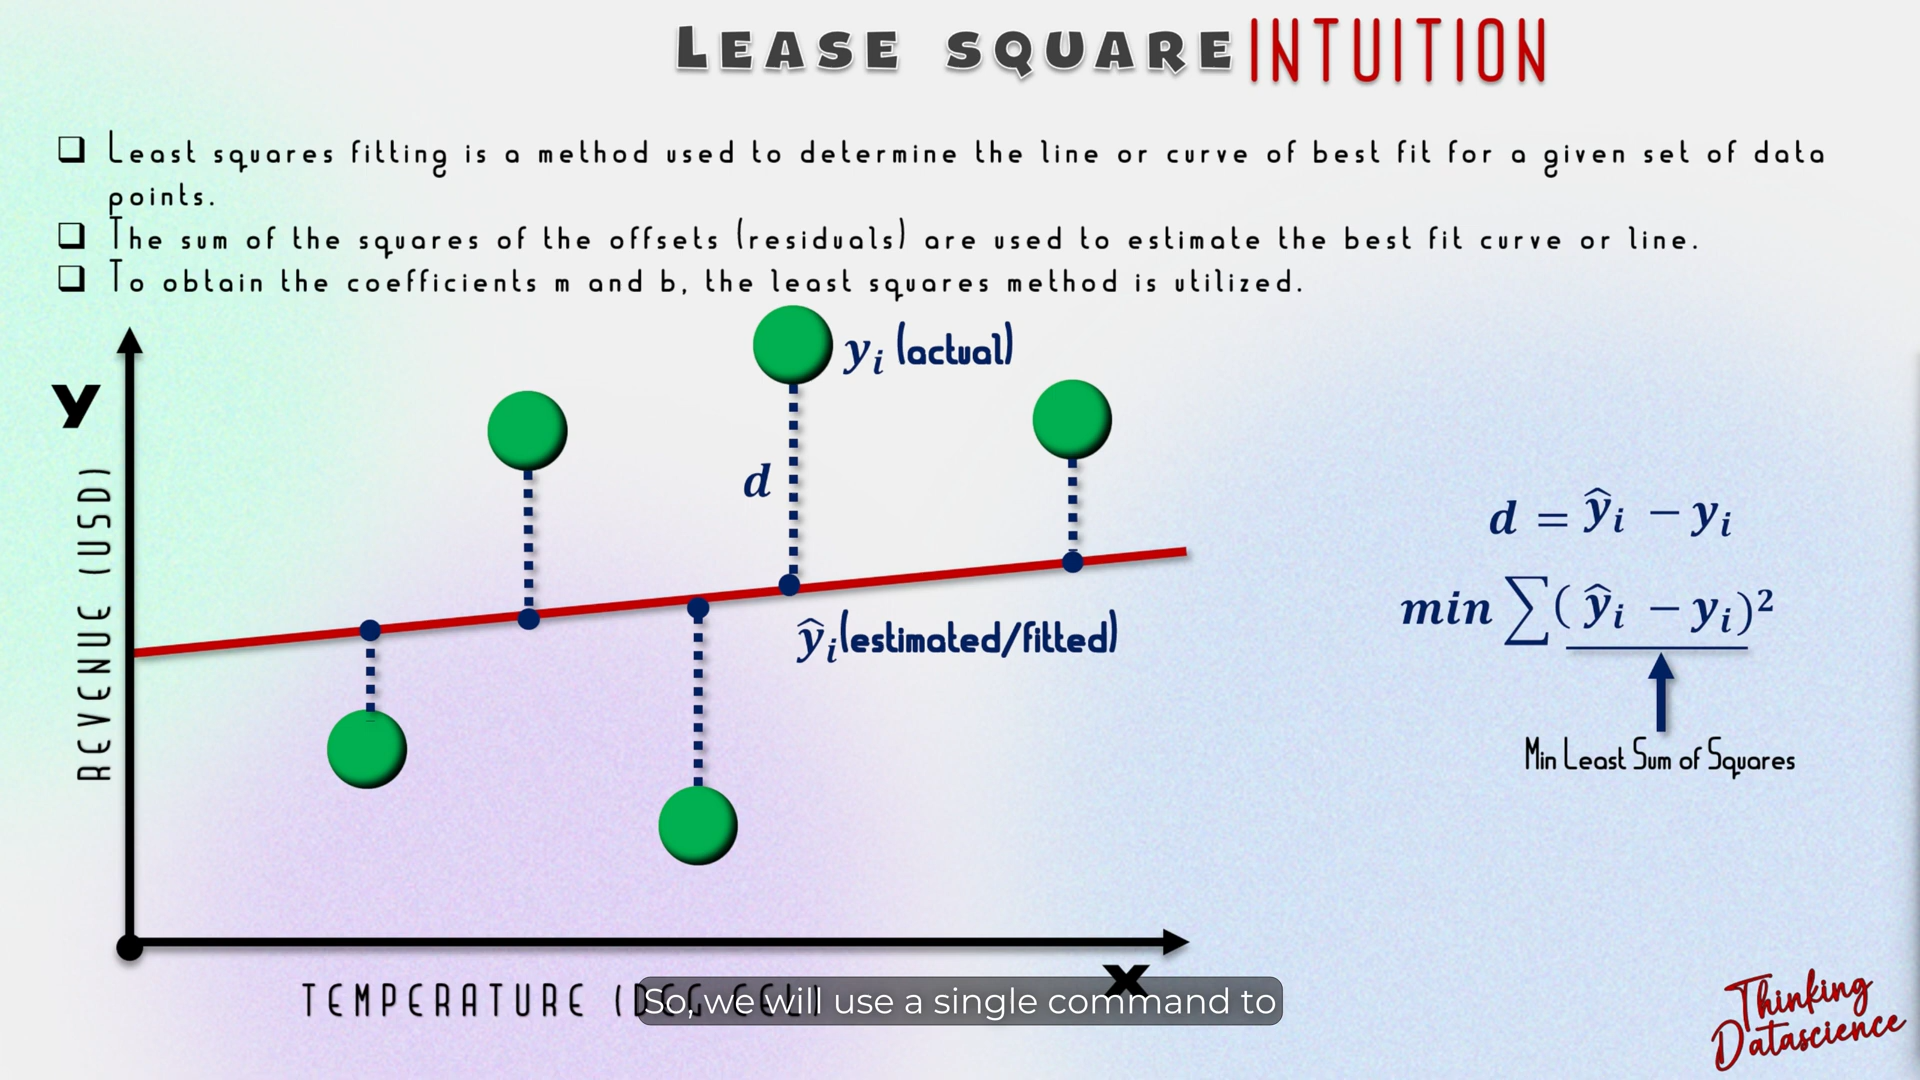 LEASE SQUARE INTUITION
❑ Least squares fitting is a method used to determine the line or curve of best fit for a given set of data
points.
❑ The sum of the squares of the offsets (residuals) are used to estimate the best fit curve or line.
❑ To obtain the coefficients m and b, the least squares method is utilized.
y
REVENUE (USD)
yᵢ (actual)
d
ŷᵢ(estimated/fitted)
d = ŷᵢ − yᵢ
min ∑( ŷᵢ − yᵢ)²
Min Least Sum of Squares
X
TEMPERATURE (DEG CEL)
So, we will use a single command to
Thinking
Datascience